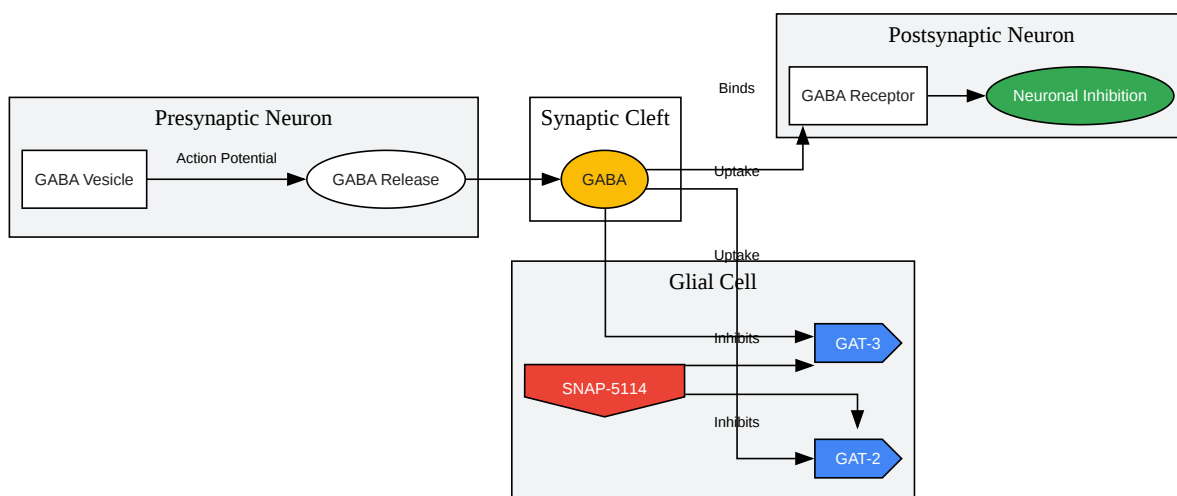 Postsynaptic Neuron
Binds
GABA Receptor
Neuronal Inhibition
Presynaptic Neuron
Synaptic Cleft
Action Potential
GABA Vesicle
GABA Release
GABA
Uptake
Uptake
Glial Cell
Inhibits
GAT-3
SNAP-5114
Inhibits
GAT-2